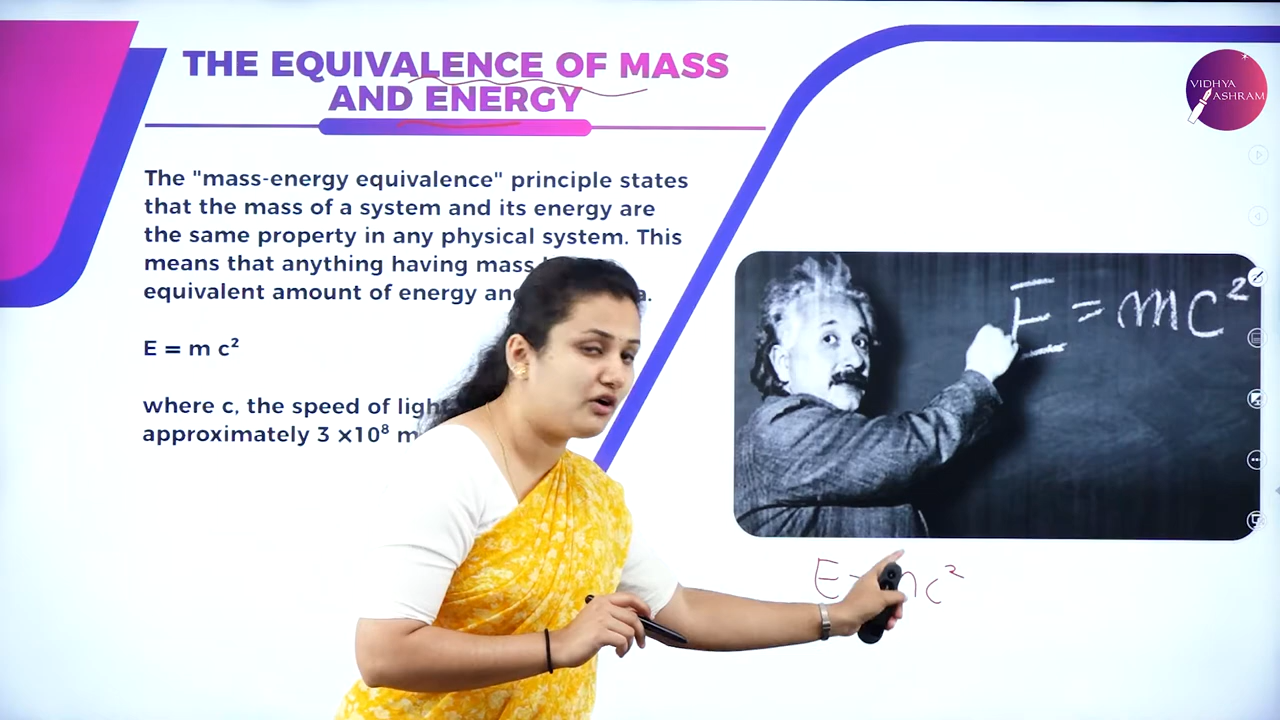 THE EQUIVALENCE OF MASS
AND ENERGY
The "mass-energy equivalence" principle states
that the mass of a system and its energy are
the same property in any physical system. This
means that anything having mass
equivalent amount of energy
E = m c²
where c, the speed of light
approximately 3 ×10⁸ m
VIDHYA
ASHRAM
E = mc²
E = mc²